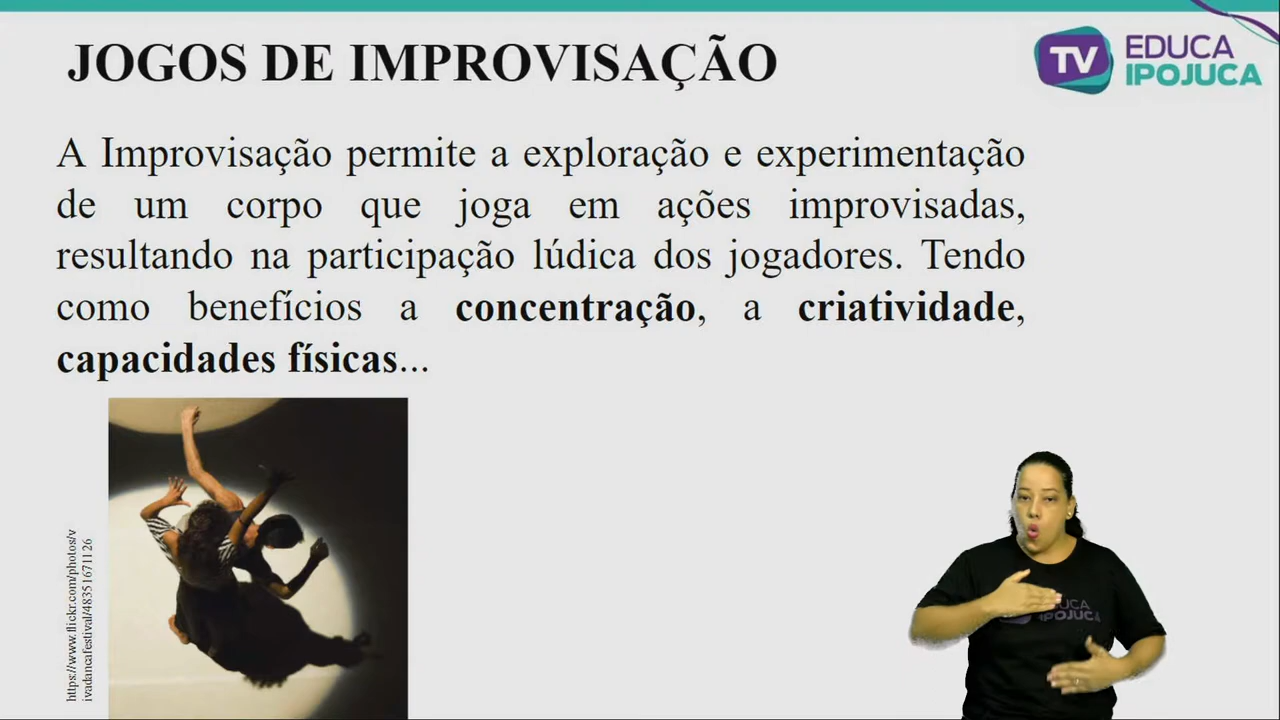 JOGOS DE IMPROVISAÇÃO
TV EDUCA
IPOJUCA
A Improvisação permite a exploração e experimentação
de um corpo que joga em ações improvisadas,
resultando na participação lúdica dos jogadores. Tendo
como benefícios a concentração, a criatividade,
capacidades físicas...
https://www.flickr.com/photos/v
ivadancafestival/48351671126
IPOJUCA